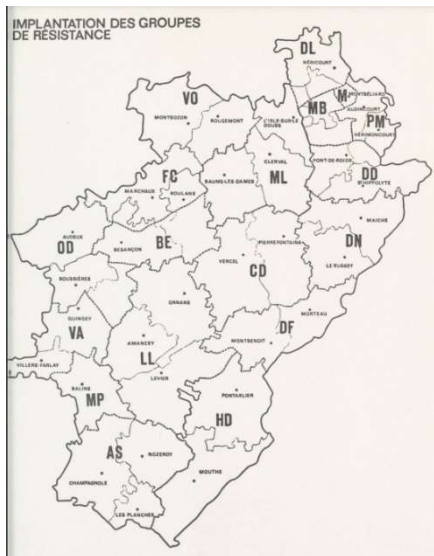 IMPLANTATION DES GROUPES
DE RÉSISTANCE
DL
HÉRICOURT
VO
MONTBOZON
ROUGEMONT
L'ISLE-SUR-LE
DOUBS
MB
M
MONTBÉLIARD
AUDINCOURT
PM
HÉRIMONCOURT
CLERVAL
PONT-DE-ROIDE
FC
BAUME-LES-DAMES
ML
DD
ST HIPPOLYTE
MARCHAUX
ROULANS
MAICHE
AUDEUX
OD
BESANÇON
BE
PIERREFONTAINE
DN
VERCEL
CD
LE RUSSEY
BOUSSIÈRES
ORNANS
MORTEAU
QUINGEY
DF
VA
AMANCEY
MONTBENOIT
LL
VILLERS-FARLAY
LEVIER
SALINS
MP
PONTARLIER
HD
AS
NOZEROY
MOUTHE
CHAMPAGNOLE
LES PLANCHES